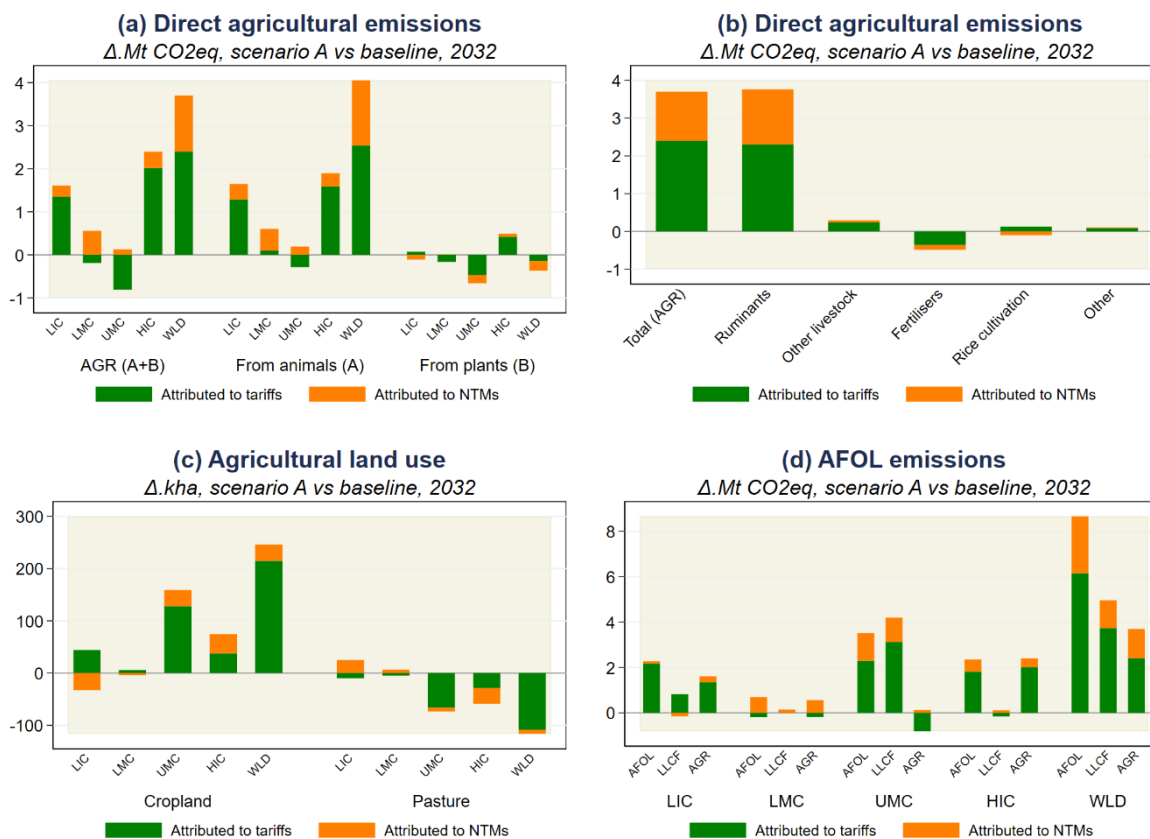 (a) Direct agricultural emissions
Δ.Mt CO2eq, scenario A vs baseline, 2032
4
3
2
1
0
-1
LIC LMC UMC HIC WLD LIC LMC UMC HIC WLD LIC LMC UMC HIC WLD
AGR (A+B) From animals (A) From plants (B)
Attributed to tariffs Attributed to NTMs
(b) Direct agricultural emissions
Δ.Mt CO2eq, scenario A vs baseline, 2032
4
3
2
1
0
-1
Total (AGR) Ruminants Other livestock Fertilisers Rice cultivation Other
Attributed to tariffs Attributed to NTMs
(c) Agricultural land use
Δ.kha, scenario A vs baseline, 2032
300
200
100
0
-100
LIC LMC UMC HIC WLD LIC LMC UMC HIC WLD
Cropland Pasture
Attributed to tariffs Attributed to NTMs
(d) AFOL emissions
Δ.Mt CO2eq, scenario A vs baseline, 2032
8
6
4
2
0
AFOL LLCF AGR AFOL LLCF AGR AFOL LLCF AGR AFOL LLCF AGR AFOL LLCF AGR
LIC LMC UMC HIC WLD
Attributed to tariffs Attributed to NTMs